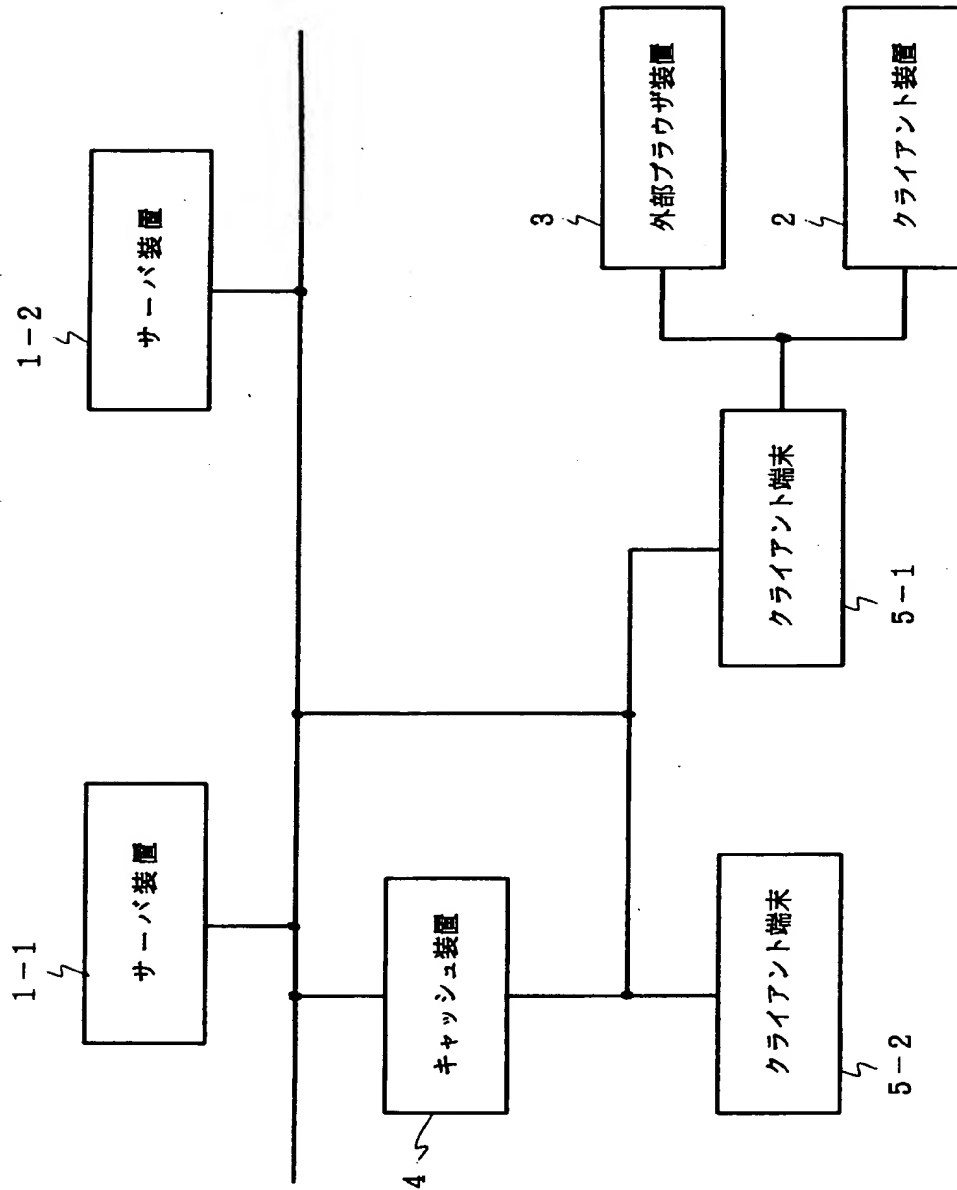 1-1
サーバ装置
1-2
サーバ装置
4
キャッシュ装置
3
外部ブラウザ装置
2
クライアント装置
5-2
クライアント端末
5-1
クライアント端末